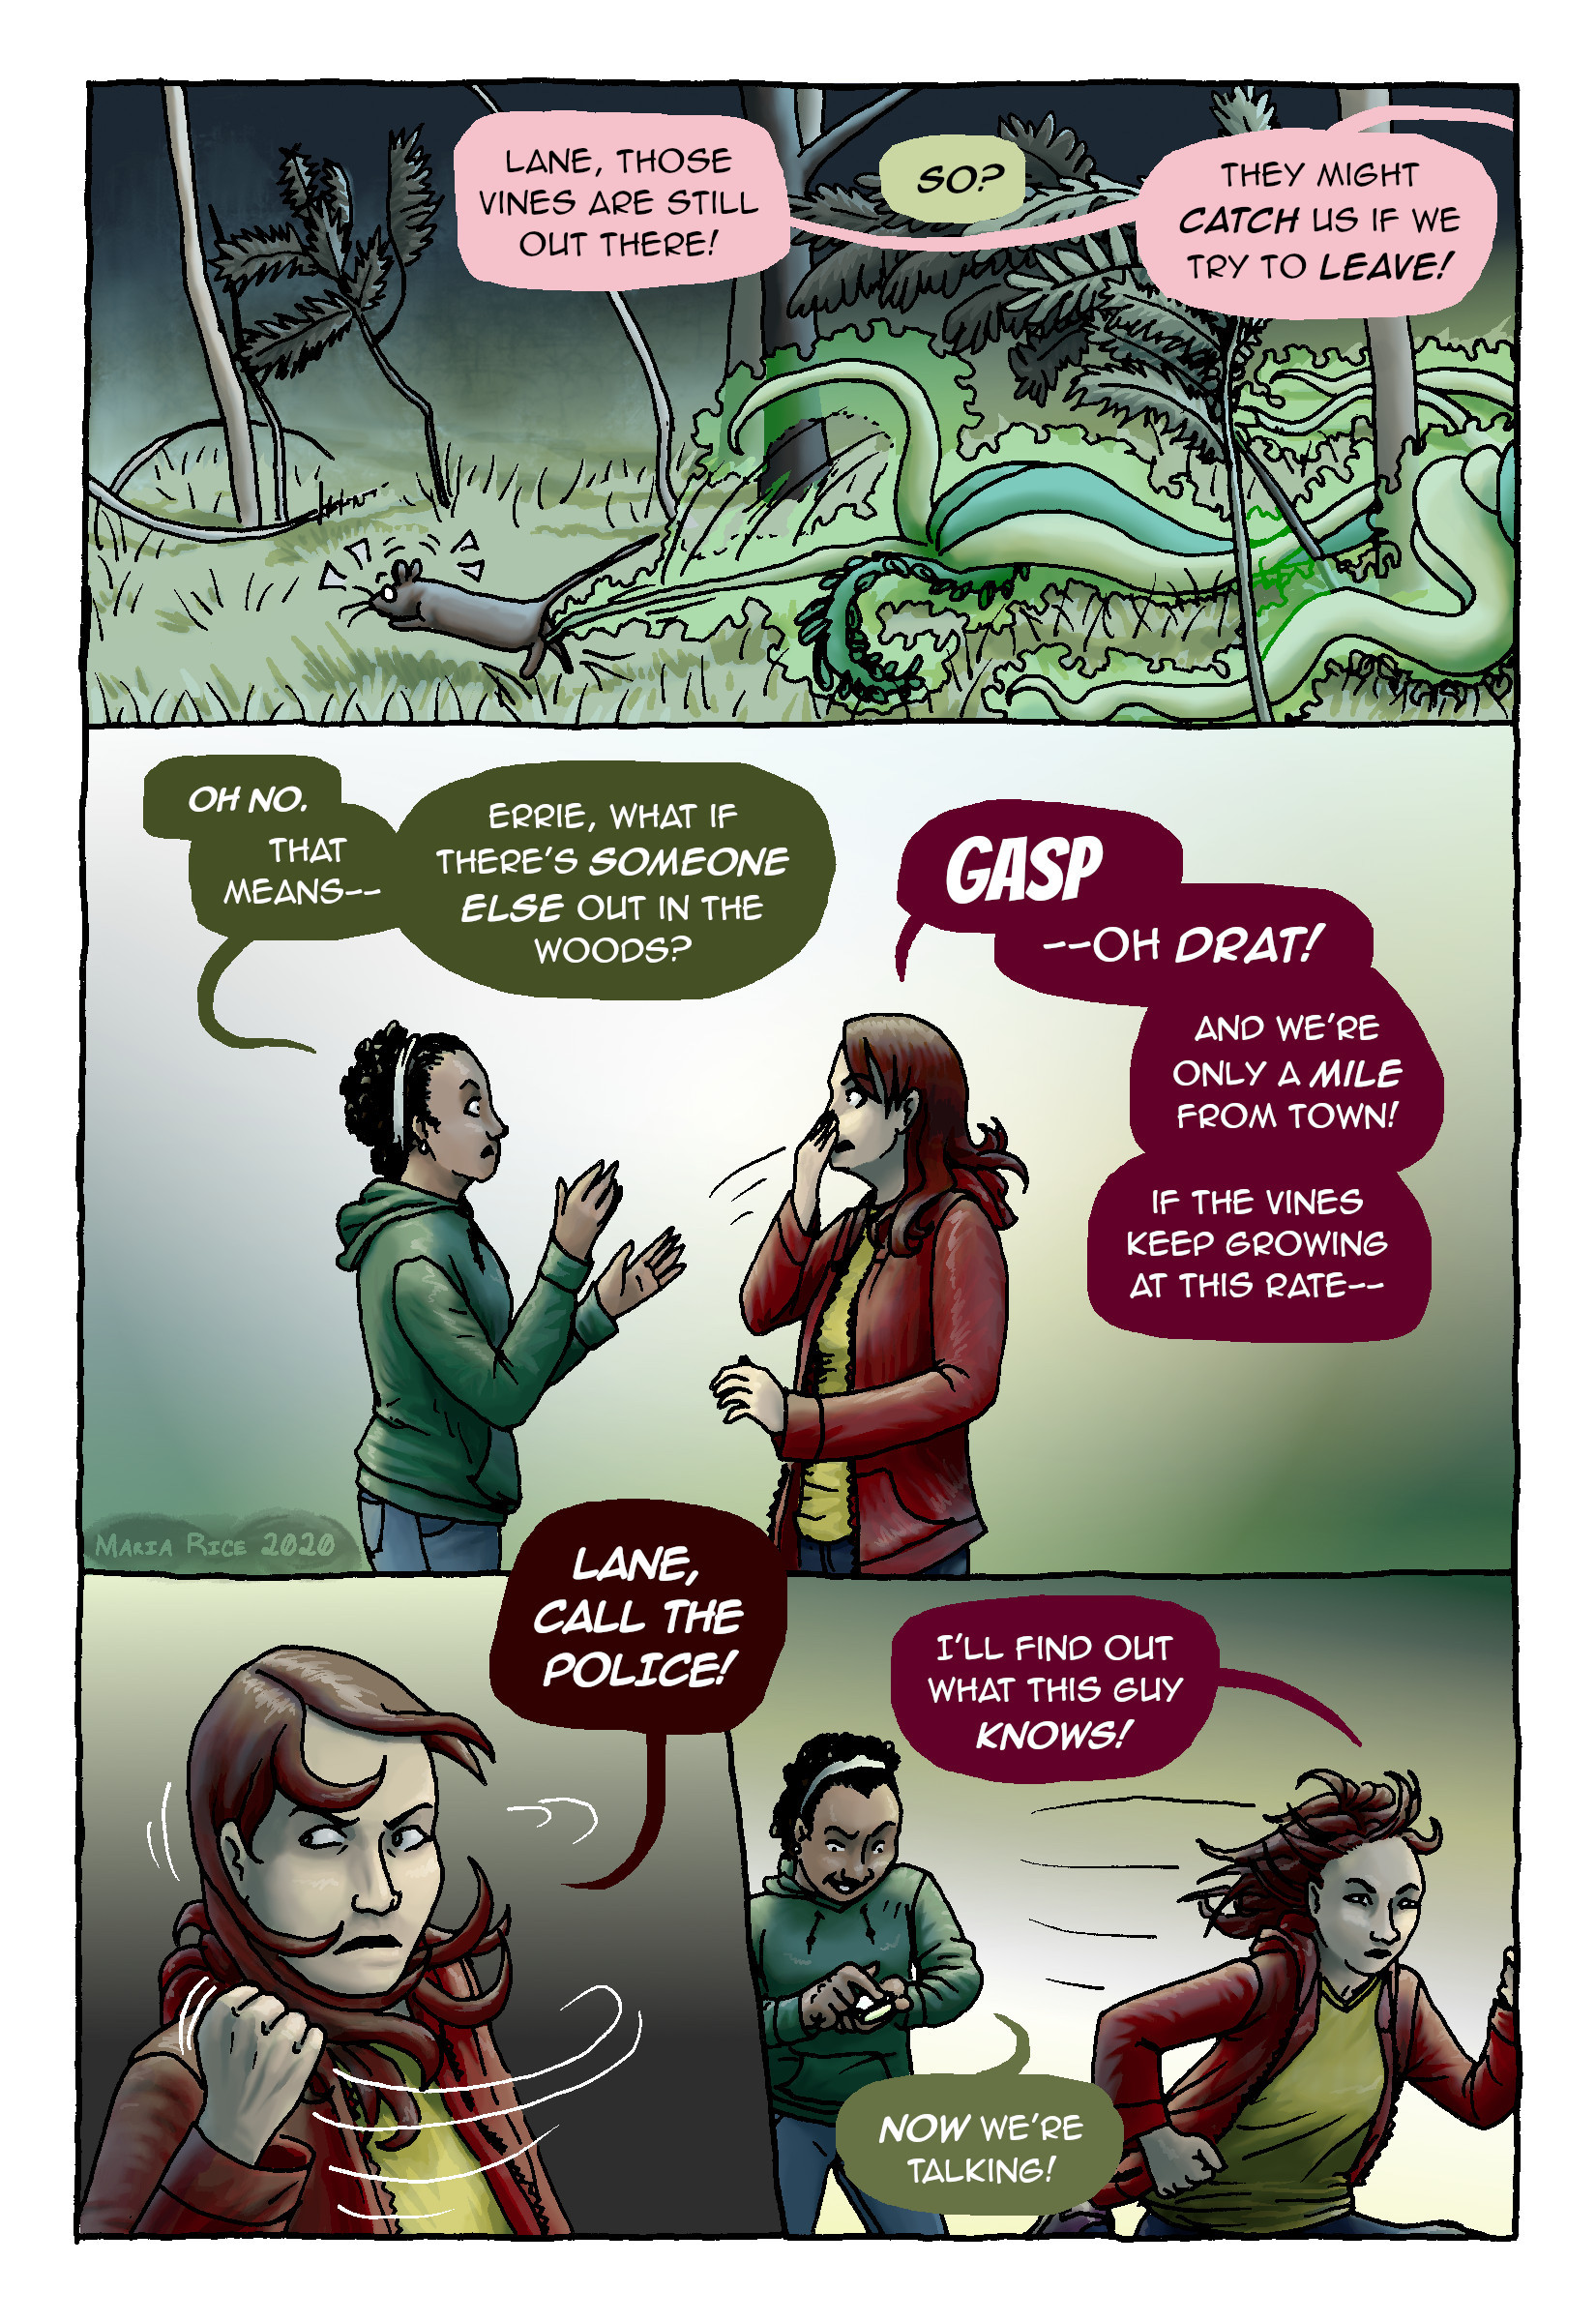 LANE, THOSE
VINES ARE STILL
OUT THERE!
SO?
THEY MIGHT
CATCH US IF WE
TRY TO LEAVE!
OH NO.
THAT
MEANS--
ERRIE, WHAT IF
THERE'S SOMEONE
ELSE OUT IN THE
WOODS?
GASP
--OH DRAT!
AND WE'RE
ONLY A MILE
FROM TOWN!
IF THE VINES
KEEP GROWING
AT THIS RATE--
MARIA RICE 2020
LANE,
CALL THE
POLICE!
I'LL FIND OUT
WHAT THIS GUY
KNOWS!
NOW WE'RE
TALKING!